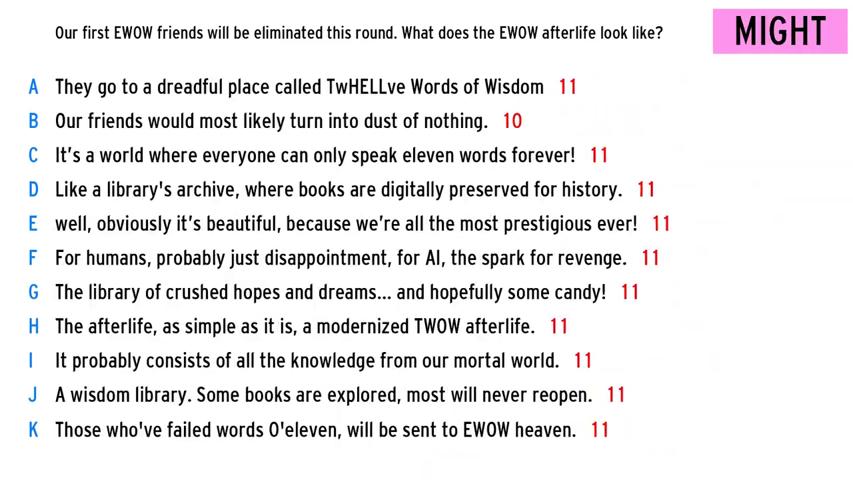 Our first EWOW friends will be eliminated this round. What does the EWOW afterlife look like?
MIGHT
A They go to a dreadful place called TwHELLve Words of Wisdom 11
B Our friends would most likely turn into dust of nothing. 10
C It’s a world where everyone can only speak eleven words forever! 11
D Like a library's archive, where books are digitally preserved for history. 11
E well, obviously it’s beautiful, because we’re all the most prestigious ever! 11
F For humans, probably just disappointment, for AI, the spark for revenge. 11
G The library of crushed hopes and dreams... and hopefully some candy! 11
H The afterlife, as simple as it is, a modernized TWOW afterlife. 11
I It probably consists of all the knowledge from our mortal world. 11
J A wisdom library. Some books are explored, most will never reopen. 11
K Those who've failed words O'eleven, will be sent to EWOW heaven. 11